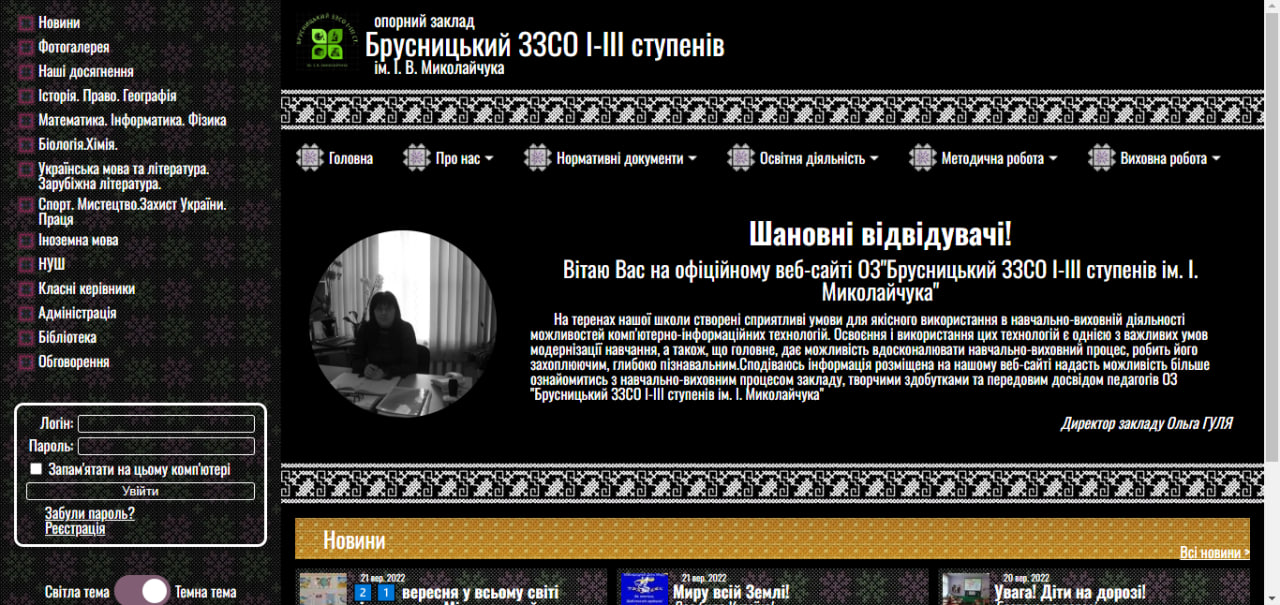 Новини
Фотогалерея
Наші досягнення
Історія. Право. Географія
Математика. Інформатика. Фізика
Біологія.Хімія.
Українська мова та література.
Зарубіжна література.
Спорт. Мистецтво.Захист України.
Праця
Іноземна мова
НУШ
Класні керівники
Адміністрація
Бібліотека
Обговорення
Логін:
Пароль:
Запам'ятати на цьому комп'ютері
Увійти
Забули пароль?
Реєстрація
Світла тема Темна тема
опорний заклад
Брусницький ЗЗСО І-ІІІ ступенів
ім. І. В. Миколайчука
Головна Про нас Нормативні документи Освітня діяльність Методична робота Виховна робота
Шановні відвідувачі!
Вітаю Вас на офіційному веб-сайті ОЗ"Брусницький ЗЗСО І-ІІІ ступенів ім. І.
Миколайчука"
На теренах нашої школи створені сприятливі умови для якісного використання в навчально-виховній діяльності
можливостей комп'ютерно-інформаційних технологій. Освоєння і використання цих технологій є однією з важливих умов
модернізації навчання, а також, що головне, дає можливість вдосконалювати навчально-виховний процес, робить його
захоплюючим, глибоко пізнавальним.Сподіваюсь інформація розміщена на нашому веб-сайті надасть можливість більше
ознайомитись з навчально-виховним процесом закладу, творчими здобутками та передовим досвідом педагогів ОЗ
"Брусницький ЗЗСО І-ІІІ ступенів ім. І. Миколайчука"
Директор закладу Ольга ГУЛЯ
Новини
Всі новини >
21 вер. 2022
2 1 вересня у всьому світі
21 вер. 2022
Миру всій Землі!
20 вер. 2022
Увага! Діти на дорозі!